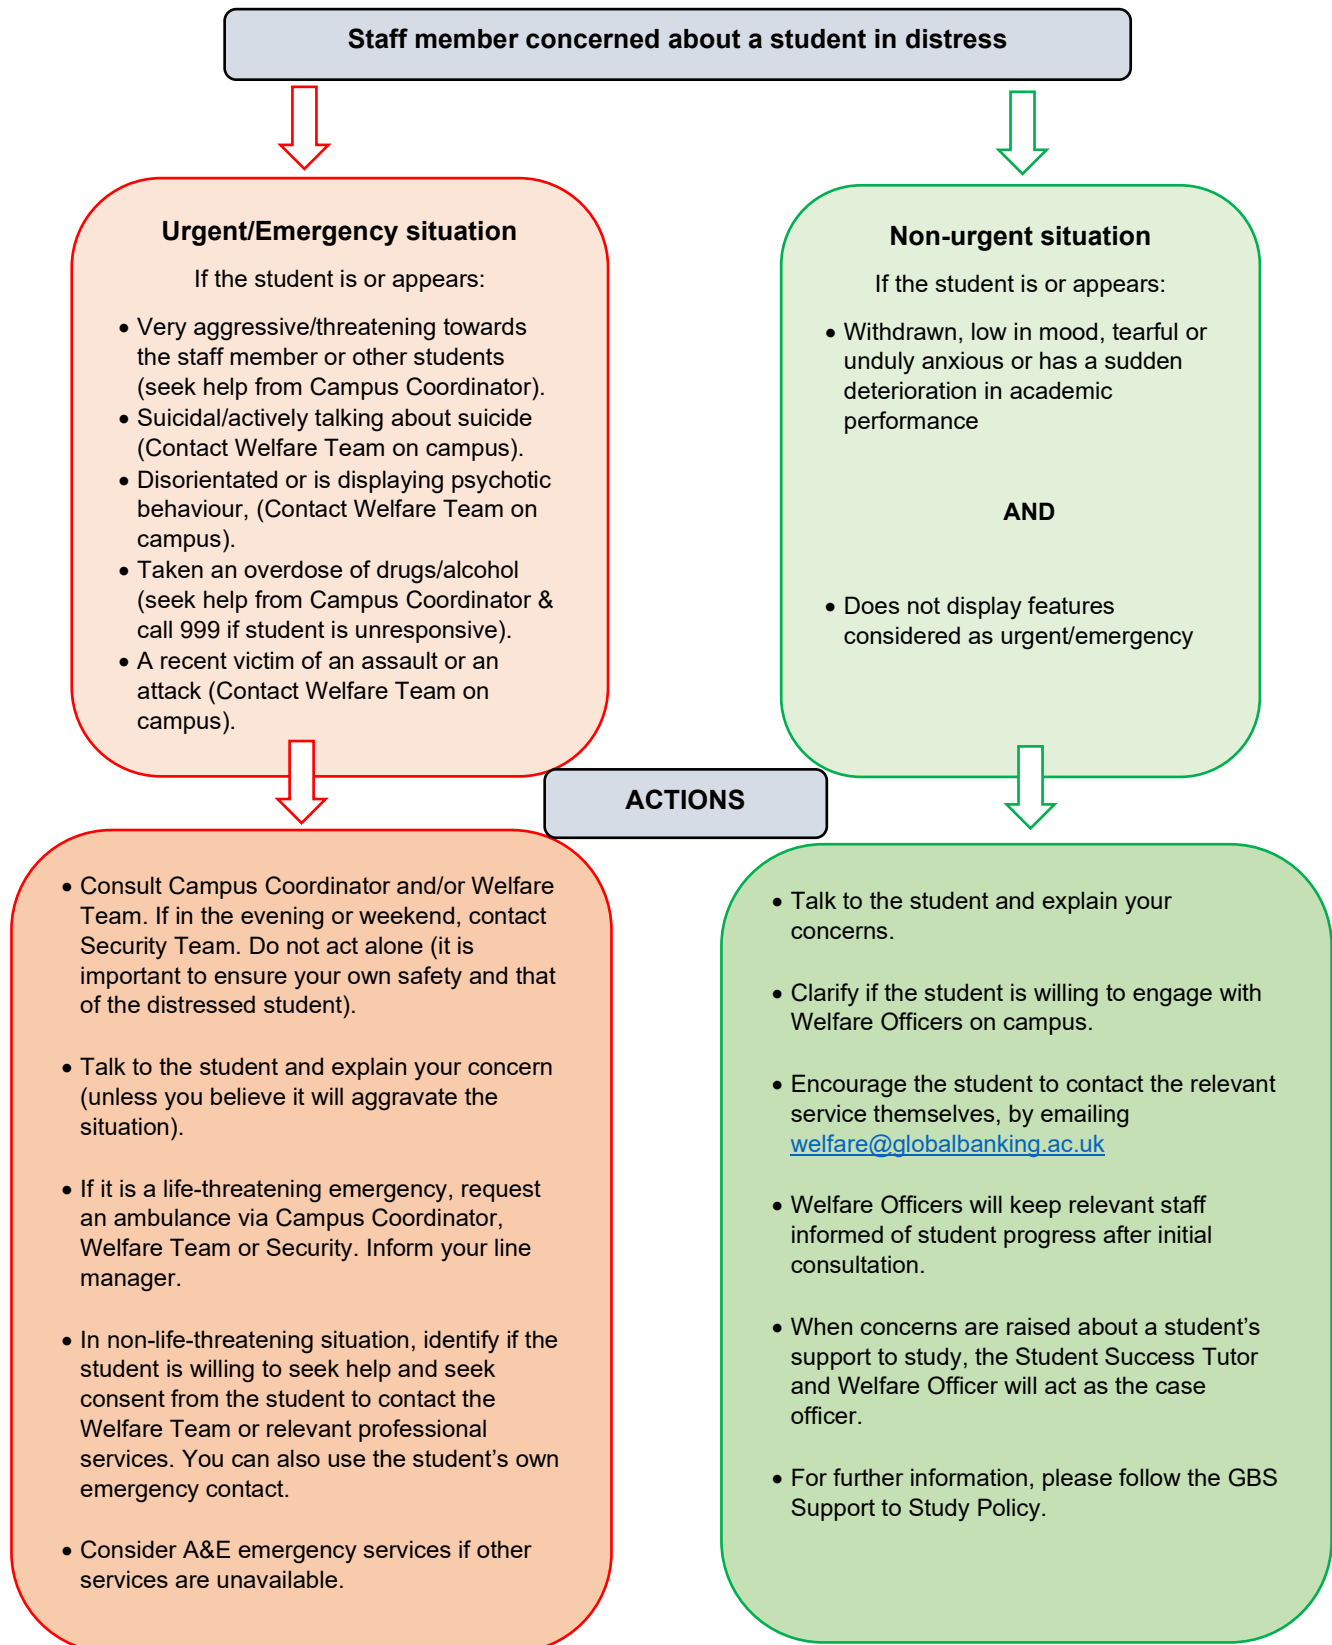 Staff member concerned about a student in distress
Urgent/Emergency situation
If the student is or appears:
• Very aggressive/threatening towards
the staff member or other students
(seek help from Campus Coordinator).
• Suicidal/actively talking about suicide
(Contact Welfare Team on campus).
• Disorientated or is displaying psychotic
behaviour, (Contact Welfare Team on
campus).
• Taken an overdose of drugs/alcohol
(seek help from Campus Coordinator &
call 999 if student is unresponsive).
• A recent victim of an assault or an
attack (Contact Welfare Team on
campus).
Non-urgent situation
If the student is or appears:
• Withdrawn, low in mood, tearful or
unduly anxious or has a sudden
deterioration in academic
performance
AND
• Does not display features
considered as urgent/emergency
ACTIONS
• Consult Campus Coordinator and/or Welfare
Team. If in the evening or weekend, contact
Security Team. Do not act alone (it is
important to ensure your own safety and that
of the distressed student).
• Talk to the student and explain your concern
(unless you believe it will aggravate the
situation).
• If it is a life-threatening emergency, request
an ambulance via Campus Coordinator,
Welfare Team or Security. Inform your line
manager.
• In non-life-threatening situation, identify if the
student is willing to seek help and seek
consent from the student to contact the
Welfare Team or relevant professional
services. You can also use the student’s own
emergency contact.
• Consider A&E emergency services if other
services are unavailable.
• Talk to the student and explain your
concerns.
• Clarify if the student is willing to engage with
Welfare Officers on campus.
• Encourage the student to contact the relevant
service themselves, by emailing
welfare@globalbanking.ac.uk
• Welfare Officers will keep relevant staff
informed of student progress after initial
consultation.
• When concerns are raised about a student’s
support to study, the Student Success Tutor
and Welfare Officer will act as the case
officer.
• For further information, please follow the GBS
Support to Study Policy.